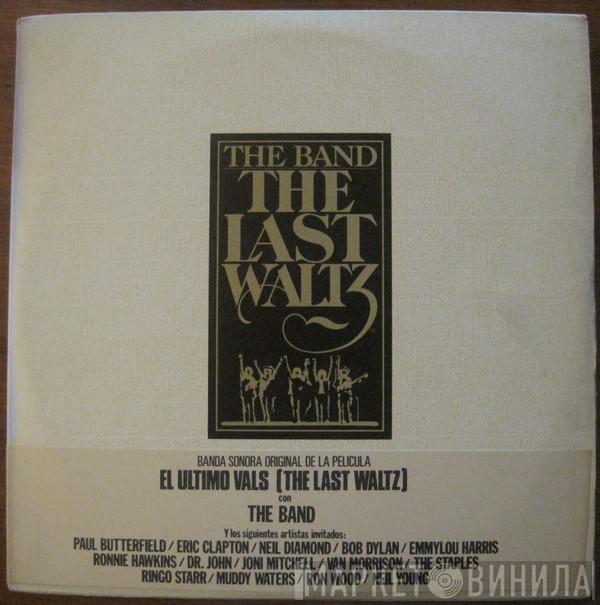 THE BAND
THE
LAST
WALTZ
BANDA SONORA ORIGINAL DE LA PELICULA
EL ULTIMO VALS (THE LAST WALTZ)
con
THE BAND
Y los siguientes artistas invitados:
PAUL BUTTERFIELD / ERIC CLAPTON / NEIL DIAMOND / BOB DYLAN / EMMYLOU HARRIS
RONNIE HAWKINS / DR. JOHN / JONI MITCHELL / VAN MORRISON / THE STAPLES
RINGO STARR / MUDDY WATERS / RON WOOD / NEIL YOUNG
МАРКЕТ ВИНИЛА